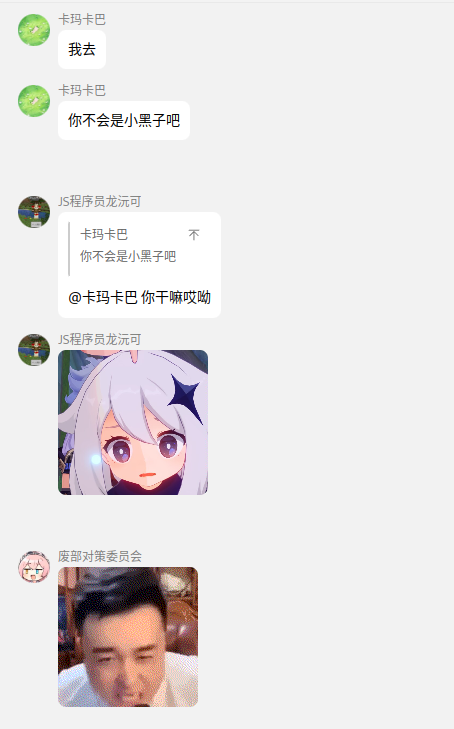 卡玛卡巴
我去
卡玛卡巴
你不会是小黑子吧
JS程序员龙沅可
卡玛卡巴 不
你不会是小黑子吧
@卡玛卡巴 你干嘛哎呦
JS程序员龙沅可
废部对策委员会